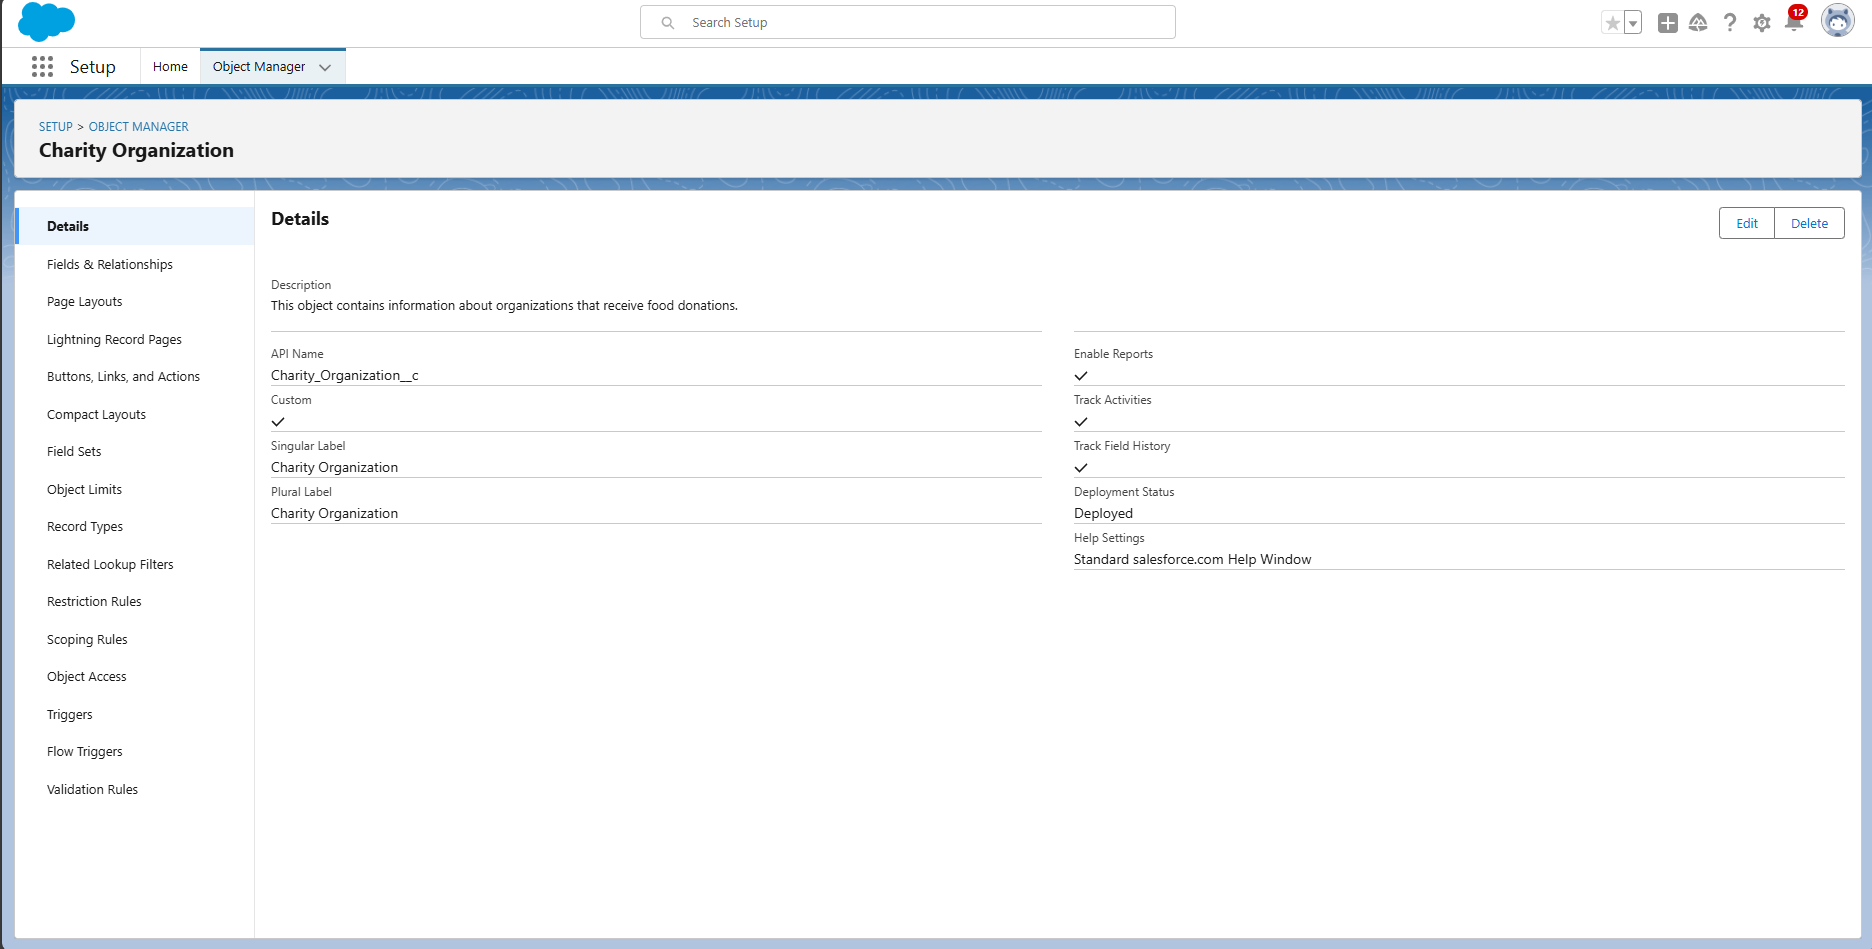 Search Setup
12
Setup
Home
Object Manager
SETUP > OBJECT MANAGER
Charity Organization
Details
Fields & Relationships
Page Layouts
Lightning Record Pages
Buttons, Links, and Actions
Compact Layouts
Field Sets
Object Limits
Record Types
Related Lookup Filters
Restriction Rules
Scoping Rules
Object Access
Triggers
Flow Triggers
Validation Rules
Details
Edit
Delete
Description
This object contains information about organizations that receive food donations.
API Name
Charity_Organization__c
Custom
Singular Label
Charity Organization
Plural Label
Charity Organization
Enable Reports
Track Activities
Track Field History
Deployment Status
Deployed
Help Settings
Standard salesforce.com Help Window